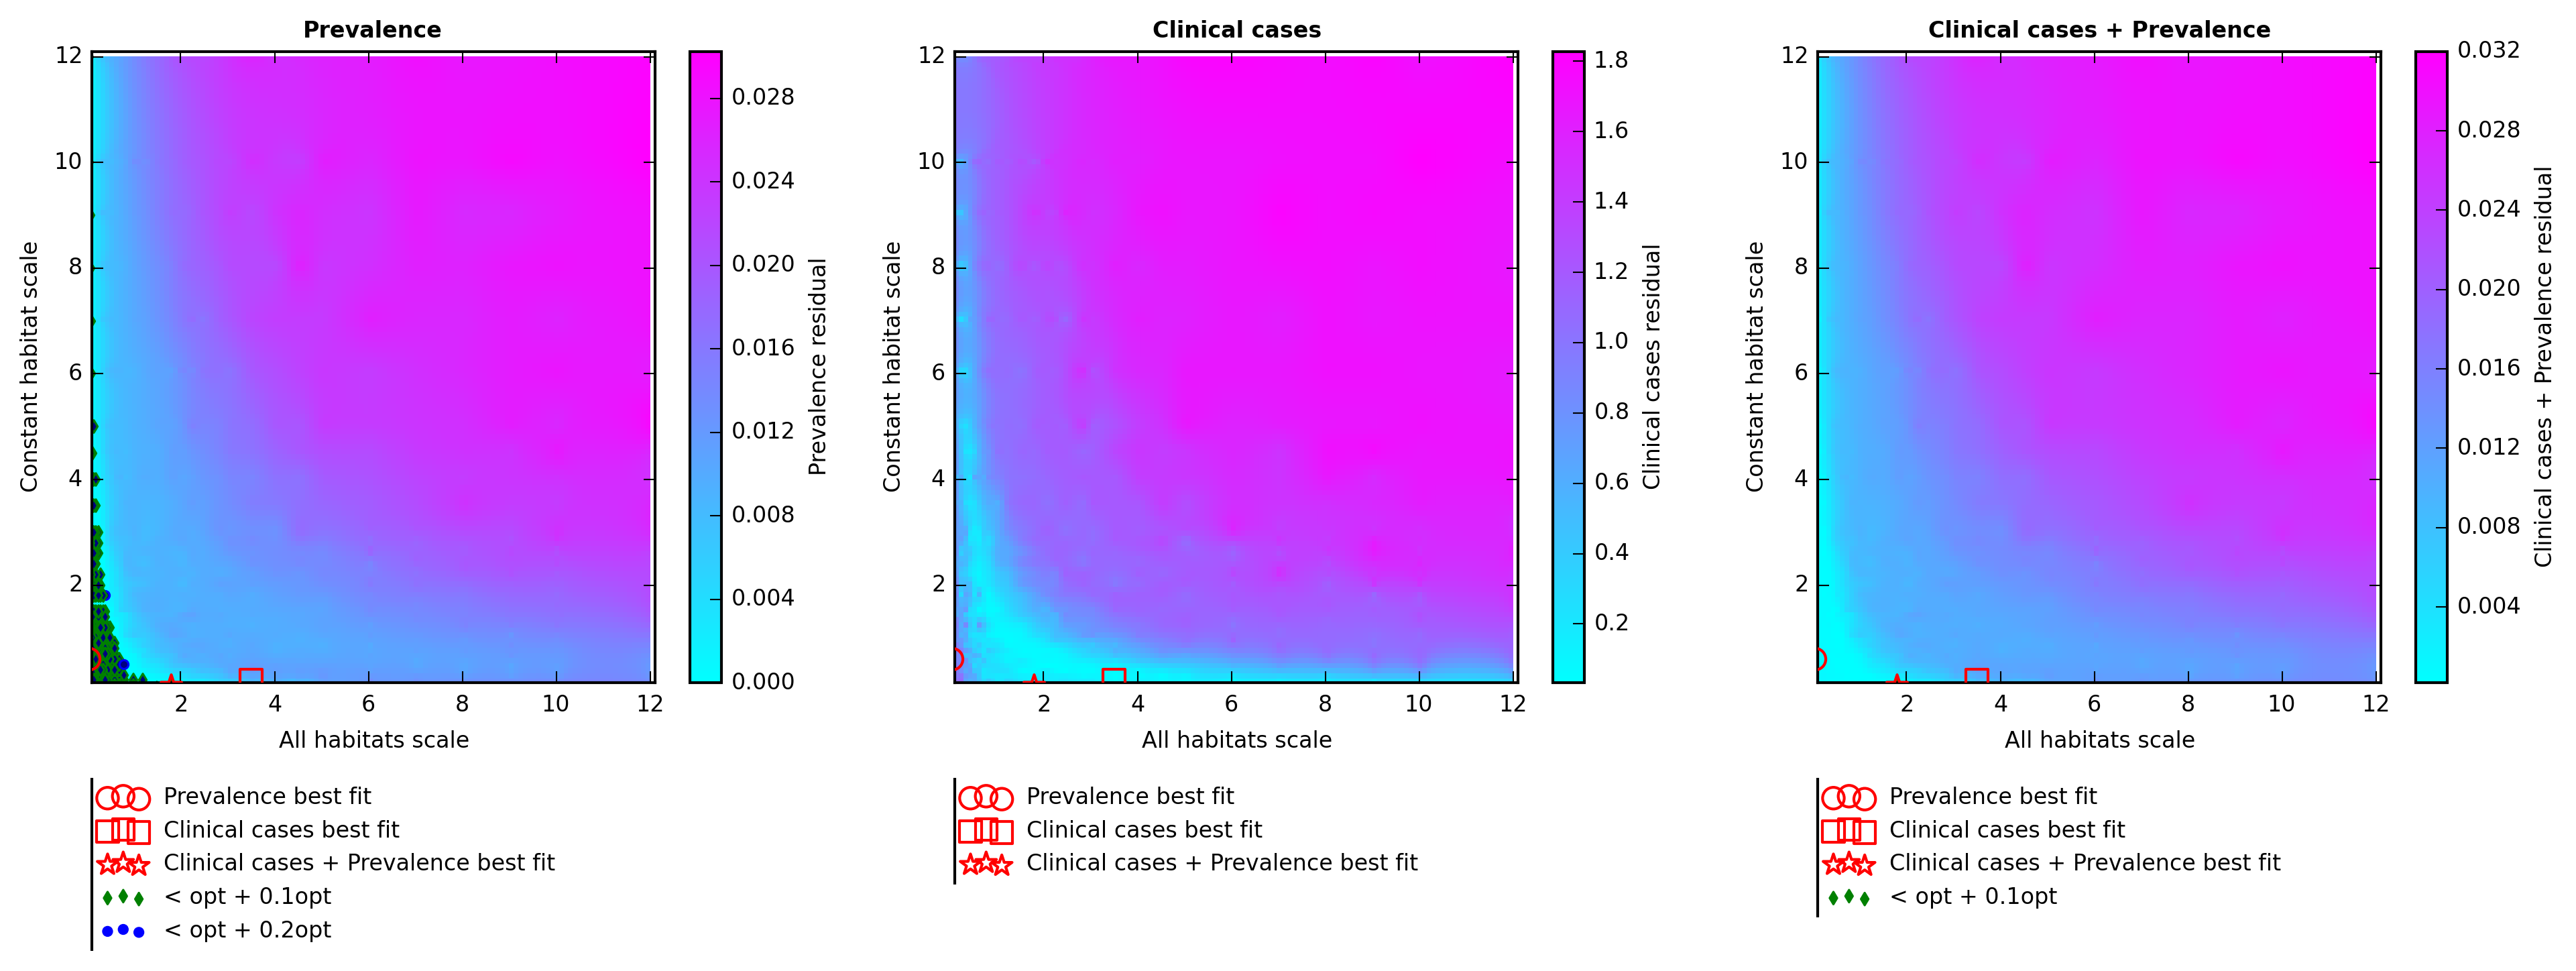 Prevalence
12
10
8
6
4
2
2 4 6 8 10 12
Constant habitat scale
All habitats scale
0.028
0.024
0.020
0.016
0.012
0.008
0.004
0.000
Prevalence residual
Prevalence best fit
Clinical cases best fit
Clinical cases + Prevalence best fit
< opt + 0.1opt
< opt + 0.2opt
Clinical cases
12
10
8
6
4
2
2 4 6 8 10 12
Constant habitat scale
All habitats scale
1.8
1.6
1.4
1.2
1.0
0.8
0.6
0.4
0.2
Clinical cases residual
Prevalence best fit
Clinical cases best fit
Clinical cases + Prevalence best fit
Clinical cases + Prevalence
12
10
8
6
4
2
2 4 6 8 10 12
Constant habitat scale
All habitats scale
0.032
0.028
0.024
0.020
0.016
0.012
0.008
0.004
Clinical cases + Prevalence residual
Prevalence best fit
Clinical cases best fit
Clinical cases + Prevalence best fit
< opt + 0.1opt